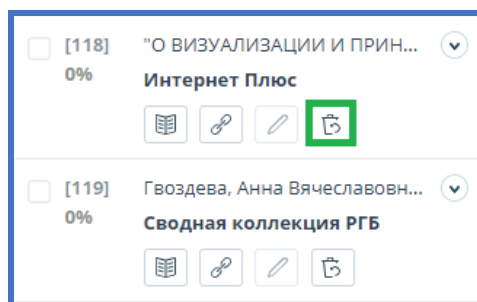 [118] "О ВИЗУАЛИЗАЦИИ И ПРИН...
0% Интернет Плюс
[119] Гвоздева, Анна Вячеславовн...
0% Сводная коллекция РГБ